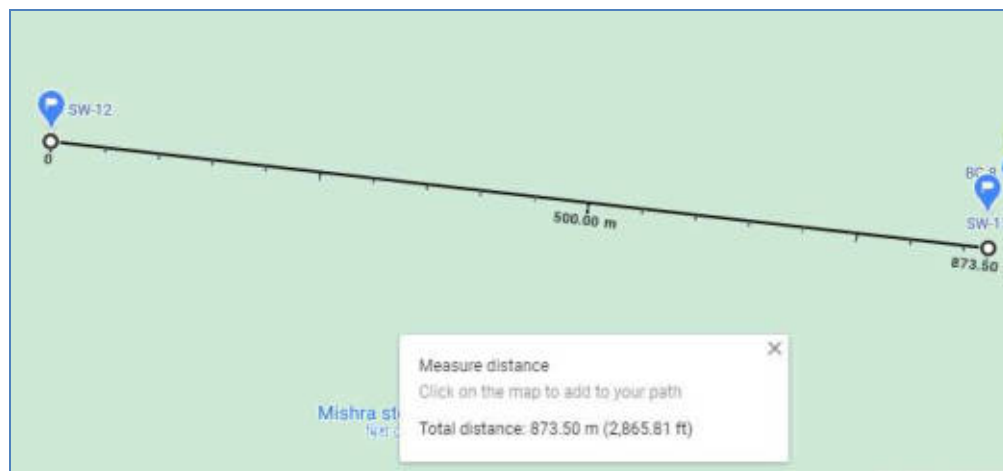 SW-12
0
BC-8
SW-1
500.00 m
873.50
Measure distance
Click on the map to add to your path
Mishra st
Total distance: 873.50 m (2,865.81 ft)